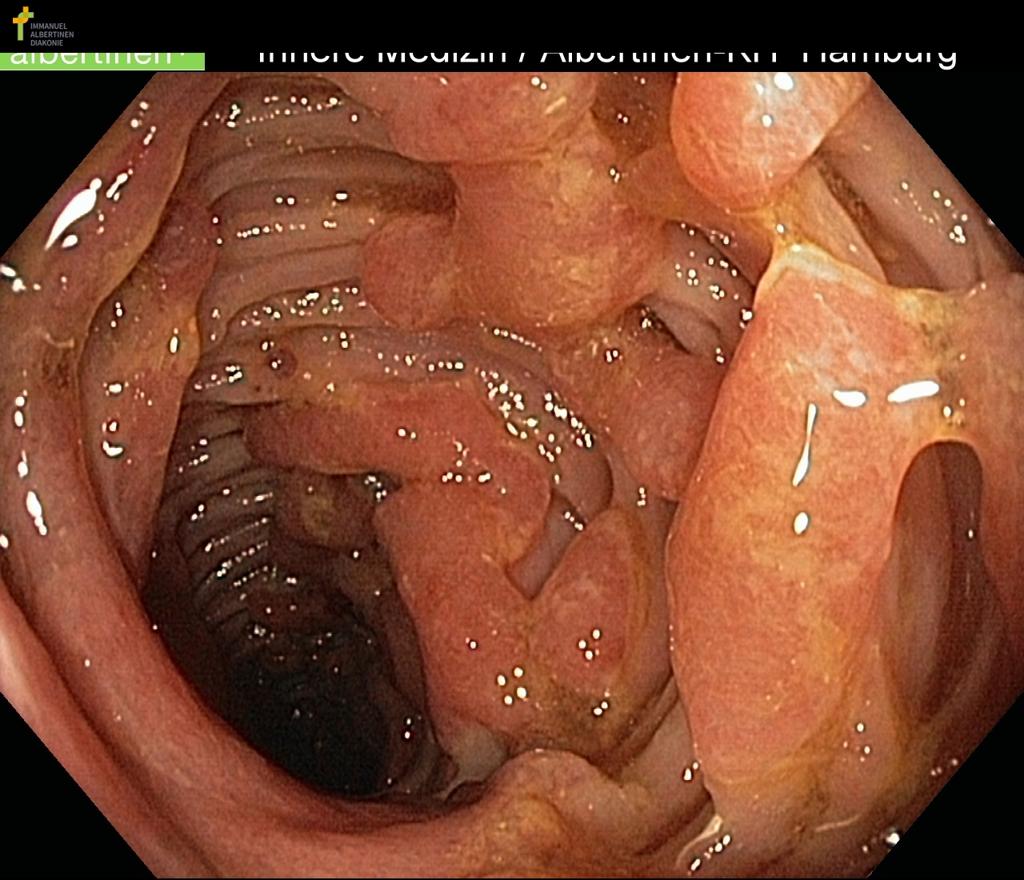 IMMANUEL
ALBERTINEN
DIAKONIE
albertinen
Innere Medizin / Albertinen-KH Hamburg